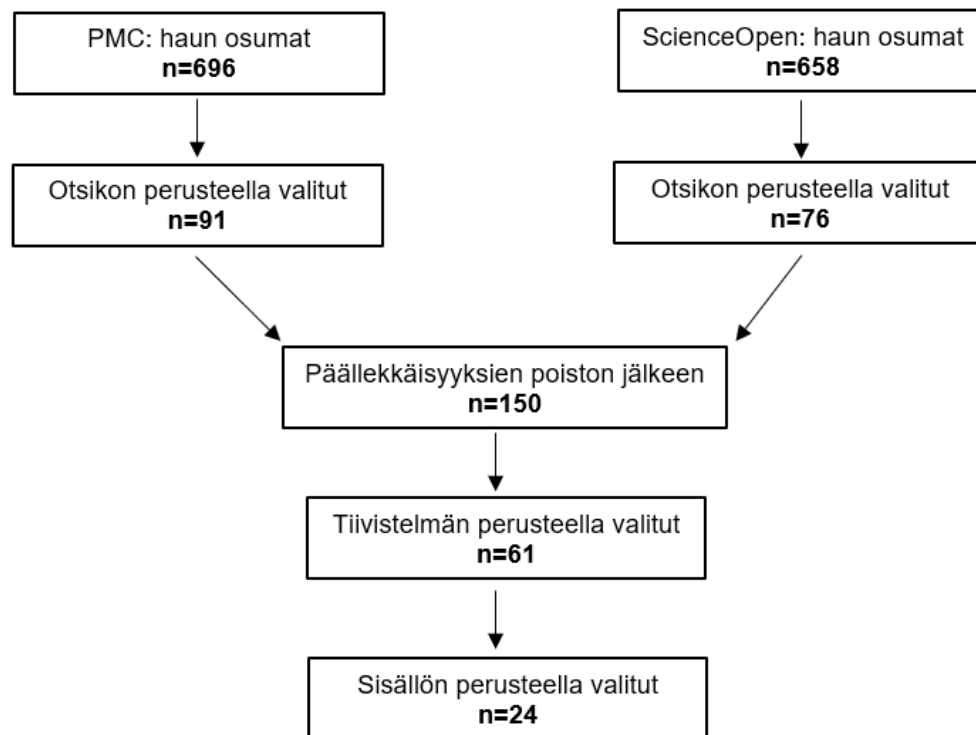 PMC: haun osumat
n=696
ScienceOpen: haun osumat
n=658
Otsikon perusteella valitut
n=91
Otsikon perusteella valitut
n=76
Päällekkäisyyksien poiston jälkeen
n=150
Tiivistelmän perusteella valitut
n=61
Sisällön perusteella valitut
n=24